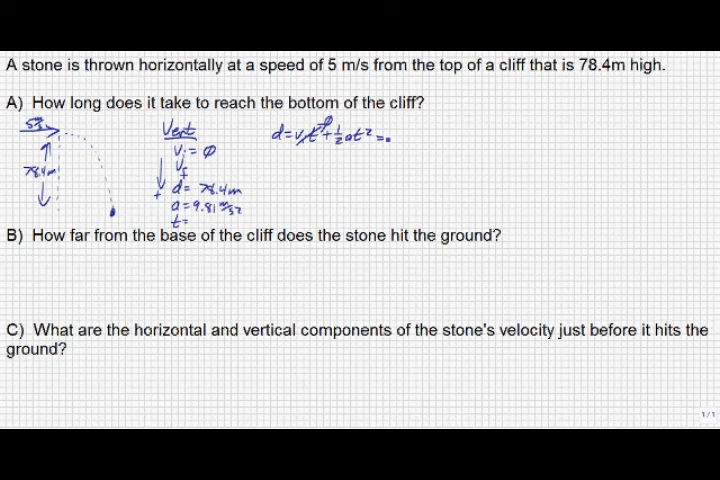 A stone is thrown horizontally at a speed of 5 m/s from the top of a cliff that is 78.4m high.
A) How long does it take to reach the bottom of the cliff?
5 m/s
78.4m
Vert
Vi = Ø
Vf
+ d = 78.4m
a = 9.81 m/s²
t =
d = vit + ½at² =
B) How far from the base of the cliff does the stone hit the ground?
C) What are the horizontal and vertical components of the stone's velocity just before it hits the
ground?
1/1